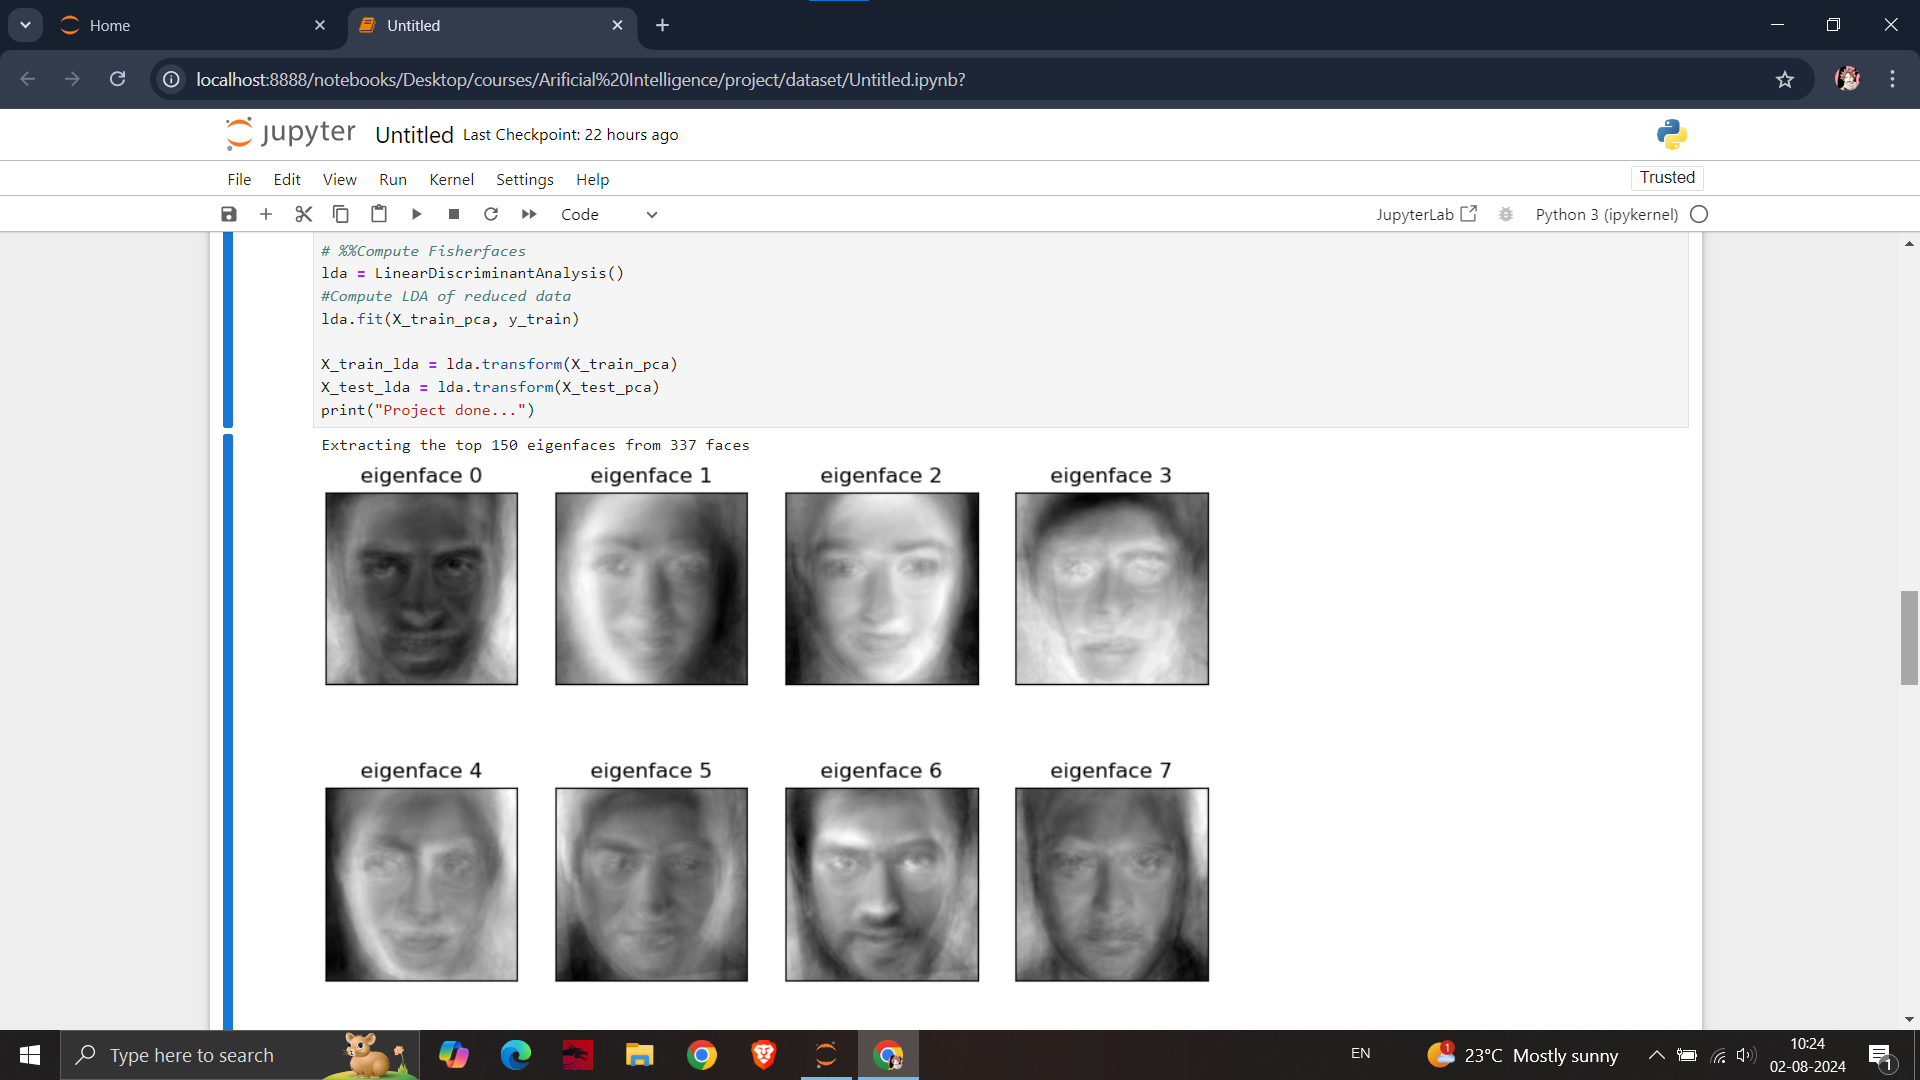 Home
Untitled
localhost:8888/notebooks/Desktop/courses/Arificial%20Intelligence/project/dataset/Untitled.ipynb?
jupyter Untitled Last Checkpoint: 22 hours ago
File Edit View Run Kernel Settings Help
Trusted
Code
JupyterLab
Python 3 (ipykernel)
# %%Compute Fisherfaces
lda = LinearDiscriminantAnalysis()
#Compute LDA of reduced data
lda.fit(X_train_pca, y_train)
X_train_lda = lda.transform(X_train_pca)
X_test_lda = lda.transform(X_test_pca)
print("Project done...")
Extracting the top 150 eigenfaces from 337 faces
eigenface 0 eigenface 1 eigenface 2 eigenface 3
eigenface 4 eigenface 5 eigenface 6 eigenface 7
Type here to search
EN
1
23°C Mostly sunny
10:24
02-08-2024
1